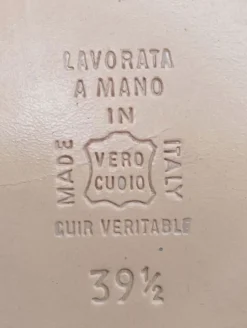 LAVORATA
A MANO
IN
MADE
VERO
CUOIO
ITALY
CUIR VERITABLE
39½